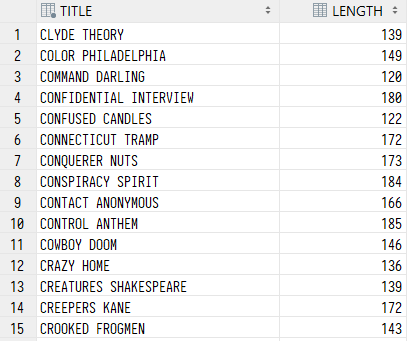 TITLE LENGTH
1 CLYDE THEORY 139
2 COLOR PHILADELPHIA 149
3 COMMAND DARLING 120
4 CONFIDENTIAL INTERVIEW 180
5 CONFUSED CANDLES 122
6 CONNECTICUT TRAMP 172
7 CONQUERER NUTS 173
8 CONSPIRACY SPIRIT 184
9 CONTACT ANONYMOUS 166
10 CONTROL ANTHEM 185
11 COWBOY DOOM 146
12 CRAZY HOME 136
13 CREATURES SHAKESPEARE 139
14 CREEPERS KANE 172
15 CROOKED FROGMEN 143